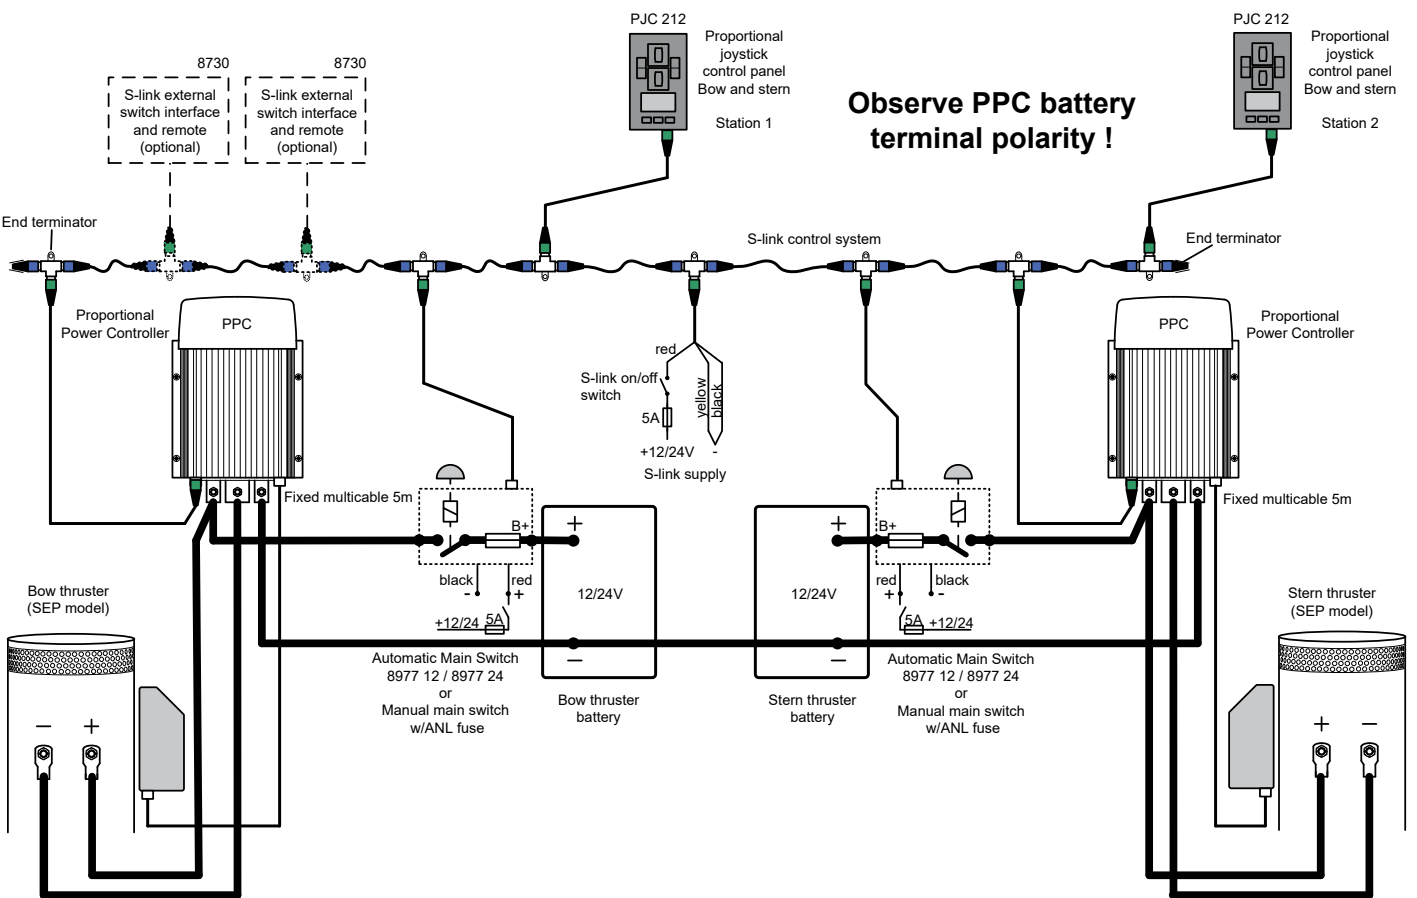 PJC 212
Proportional
joystick
control panel
Bow and stern
Station 1
PJC 212
Proportional
joystick
control panel
Bow and stern
Station 2
8730
S-link external
switch interface
and remote
(optional)
8730
S-link external
switch interface
and remote
(optional)
Observe PPC battery
terminal polarity !
End terminator
S-link control system
End terminator
Proportional
Power Controller
PPC
PPC
Proportional
Power Controller
red
S-link on/off
switch
yellow
black
5A
+12/24V
-
S-link supply
Fixed multicable 5m
Fixed multicable 5m
B+
+
+
B+
black
red
-
+
12/24V
12/24V
red
black
+
-
+12/24
5A
5A
+12/24
−
−
Automatic Main Switch
8977 12 / 8977 24
or
Manual main switch
w/ANL fuse
Bow thruster
battery
Stern thruster
battery
Automatic Main Switch
8977 12 / 8977 24
or
Manual main switch
w/ANL fuse
Bow thruster
(SEP model)
− +
Stern thruster
(SEP model)
+ −